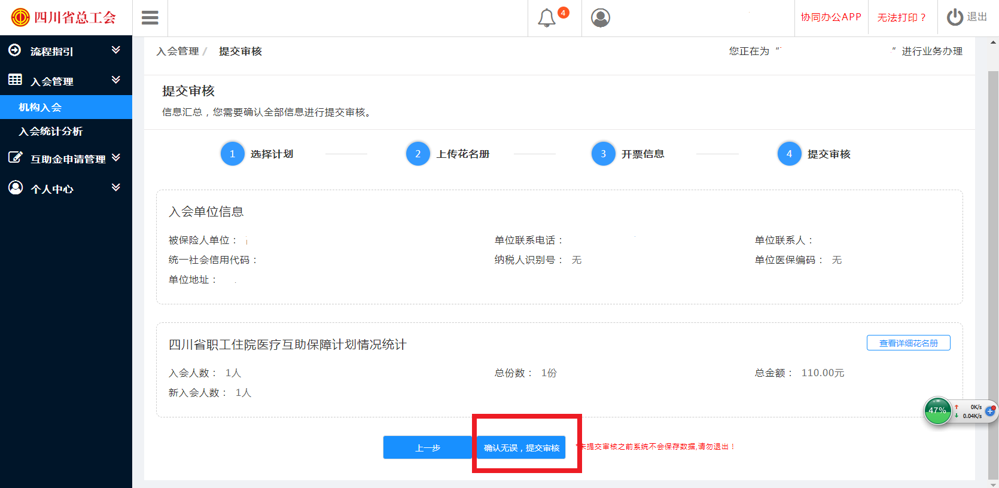 四川省总工会
4
协同办公APP
无法打印？
退出
流程指引
入会管理
机构入会
入会统计分析
互助金申请管理
个人中心
入会管理 / 提交审核
您正在为“ ”进行业务办理
提交审核
信息汇总，您需要确认全部信息进行提交审核。
1 选择计划
2 上传花名册
3 开票信息
4 提交审核
入会单位信息
被保险人单位：
单位联系电话：
单位联系人：
统一社会信用代码：
纳税人识别号： 无
单位医保编码： 无
单位地址：
四川省职工住院医疗互助保障计划情况统计
查看详细花名册
入会人数： 1人
总份数： 1份
总金额： 110.00元
新入会人数： 1人
47%
0K/s
0.04K/s
上一步
确认无误，提交审核
*未提交审核之前系统不会保存数据,请勿退出！